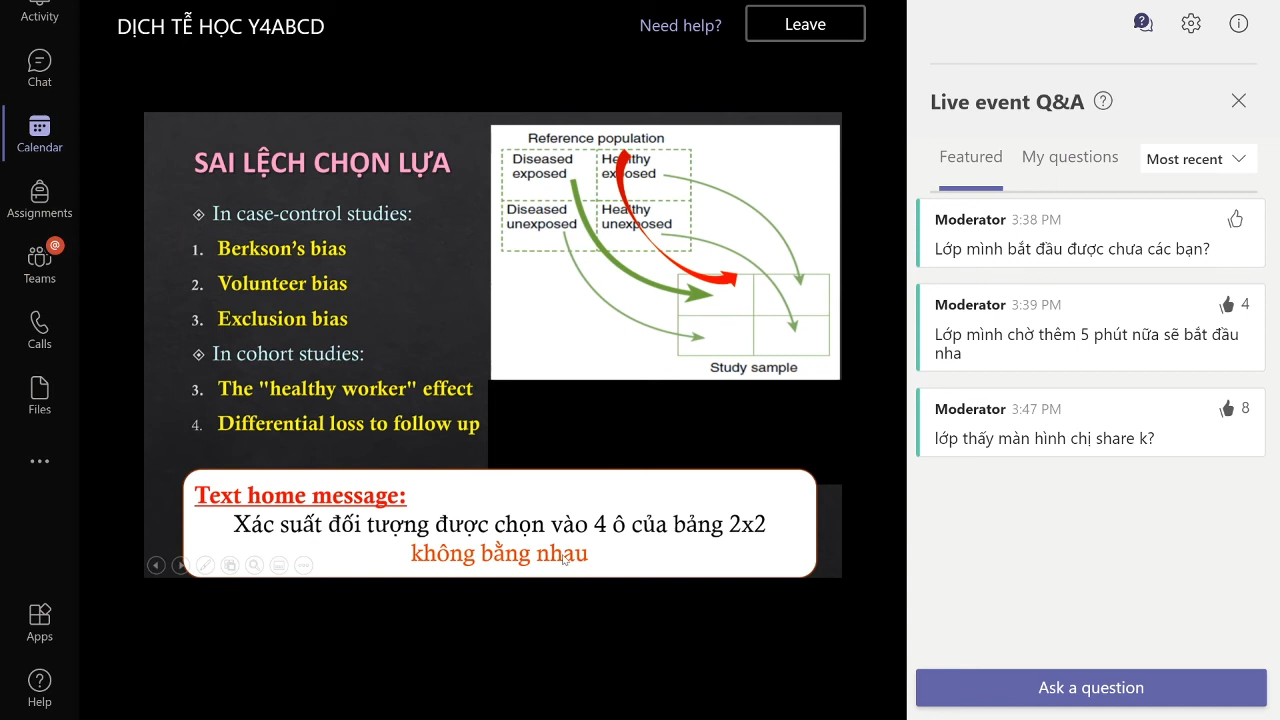 Activity
Chat
Calendar
Assignments
@
Teams
Calls
Files
Apps
Help
DỊCH TỄ HỌC Y4ABCD
Need help?
Leave
SAI LỆCH CHỌN LỰA
In case-control studies:
1. Berkson's bias
2. Volunteer bias
3. Exclusion bias
In cohort studies:
3. The "healthy worker" effect
4. Differential loss to follow up
Reference population
Diseased exposed
Healthy exposed
Diseased unexposed
Healthy unexposed
Study sample
Text home message:
Xác suất đối tượng được chọn vào 4 ô của bảng 2x2
không bằng nhau
Live event Q&A
Featured
My questions
Most recent
Moderator 3:38 PM
Lớp mình bắt đầu được chưa các bạn?
Moderator 3:39 PM 4
Lớp mình chờ thêm 5 phút nữa sẽ bắt đầu
nha
Moderator 3:47 PM 8
lớp thấy màn hình chị share k?
Ask a question